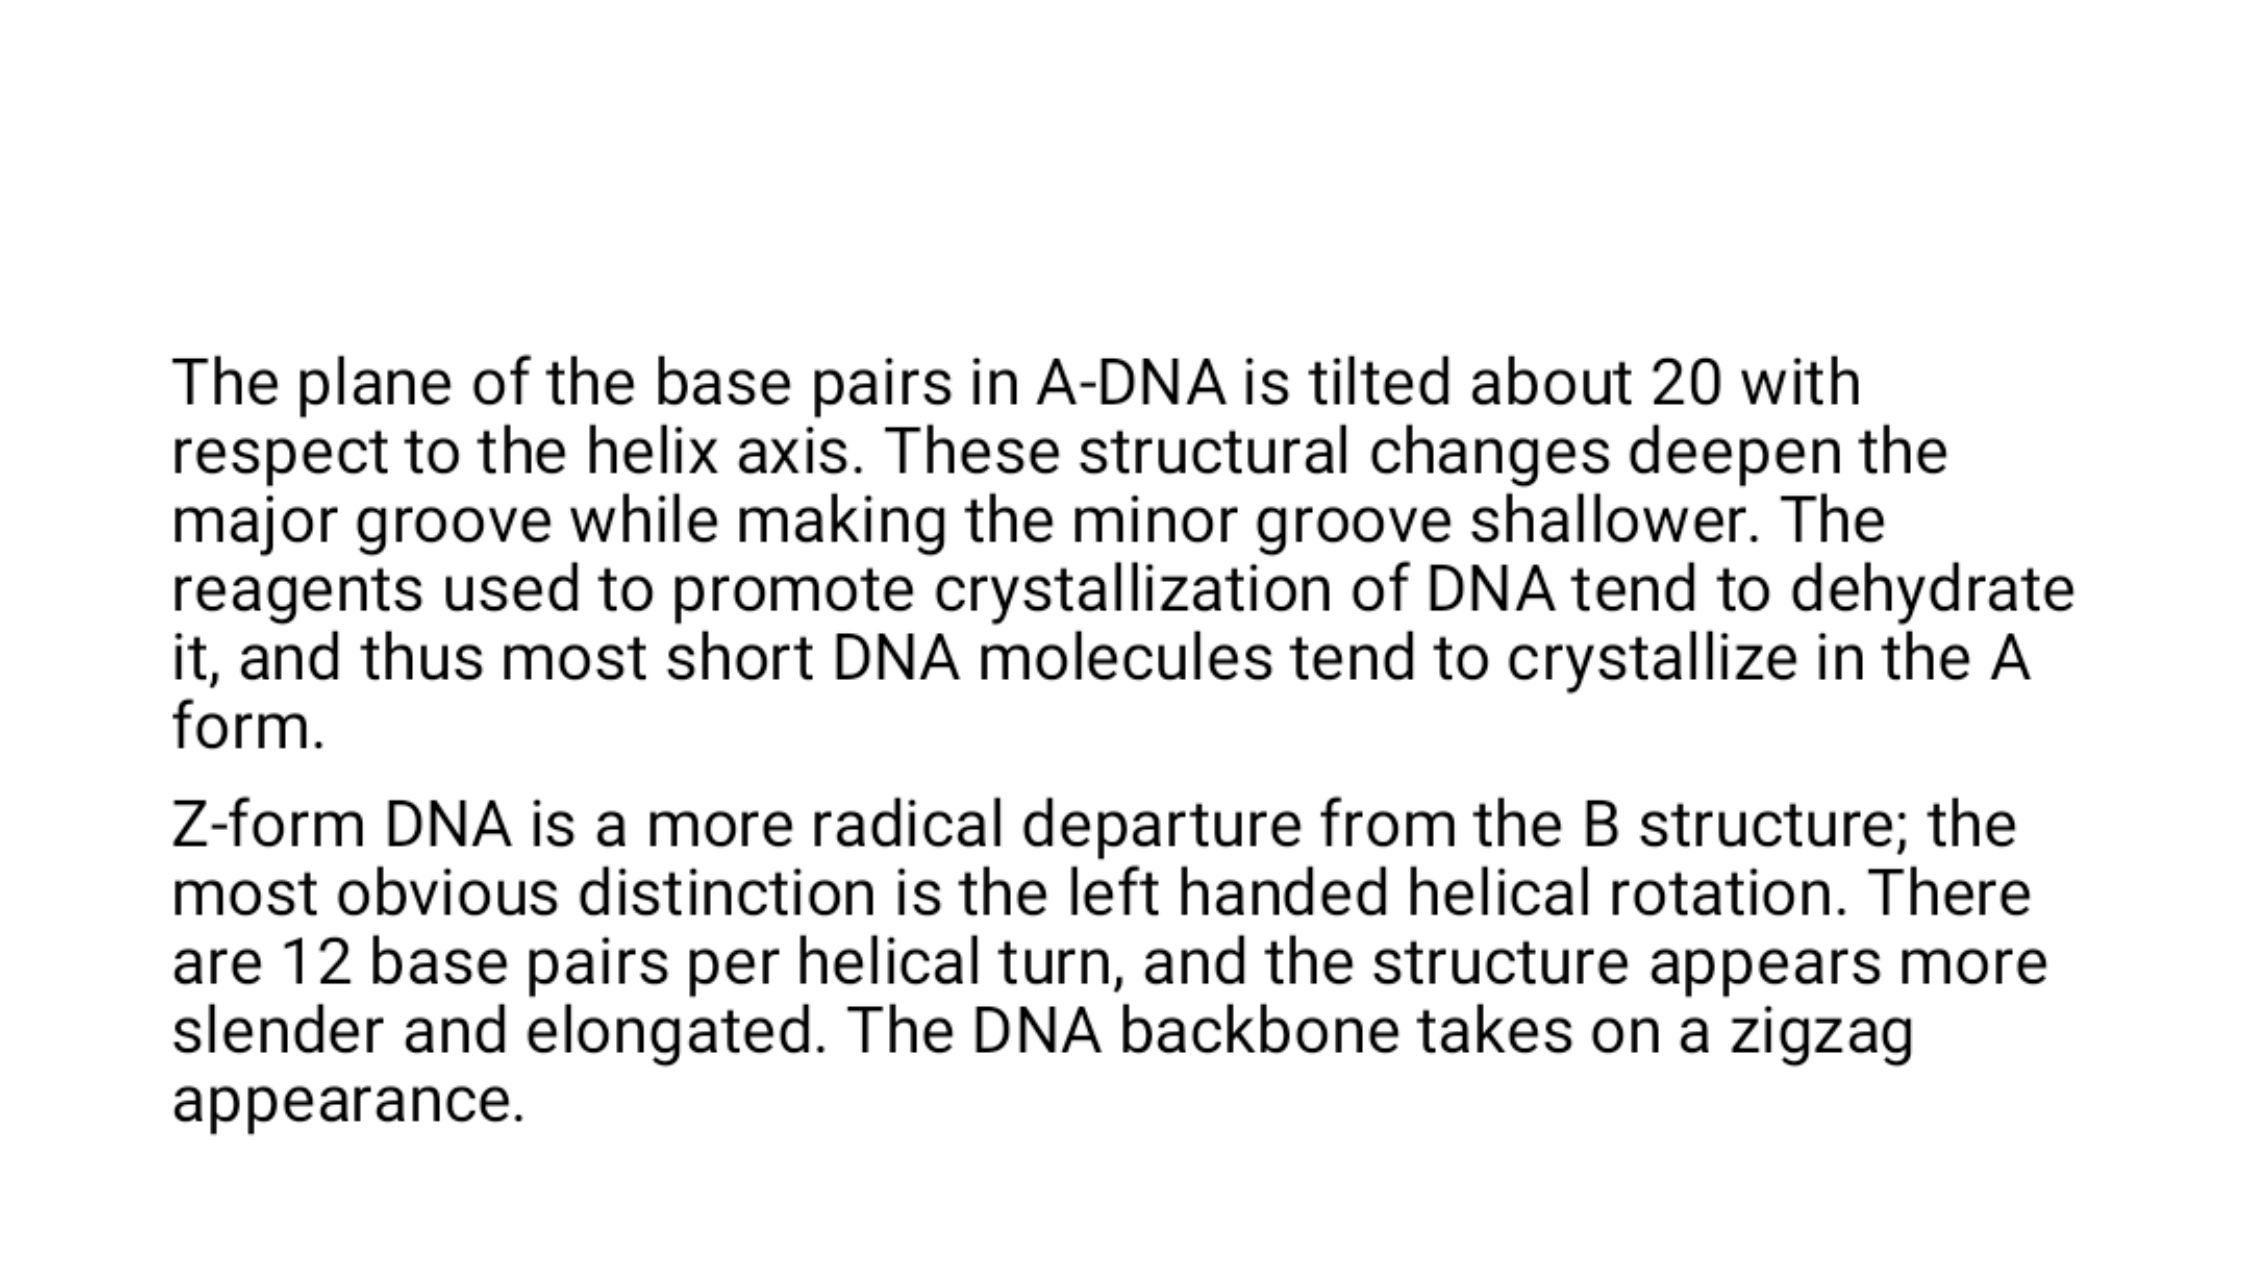 The plane of the base pairs in A-DNA is tilted about 20 with
respect to the helix axis. These structural changes deepen the
major groove while making the minor groove shallower. The
reagents used to promote crystallization of DNA tend to dehydrate
it, and thus most short DNA molecules tend to crystallize in the A
form.
Z-form DNA is a more radical departure from the B structure; the
most obvious distinction is the left handed helical rotation. There
are 12 base pairs per helical turn, and the structure appears more
slender and elongated. The DNA backbone takes on a zigzag
appearance.